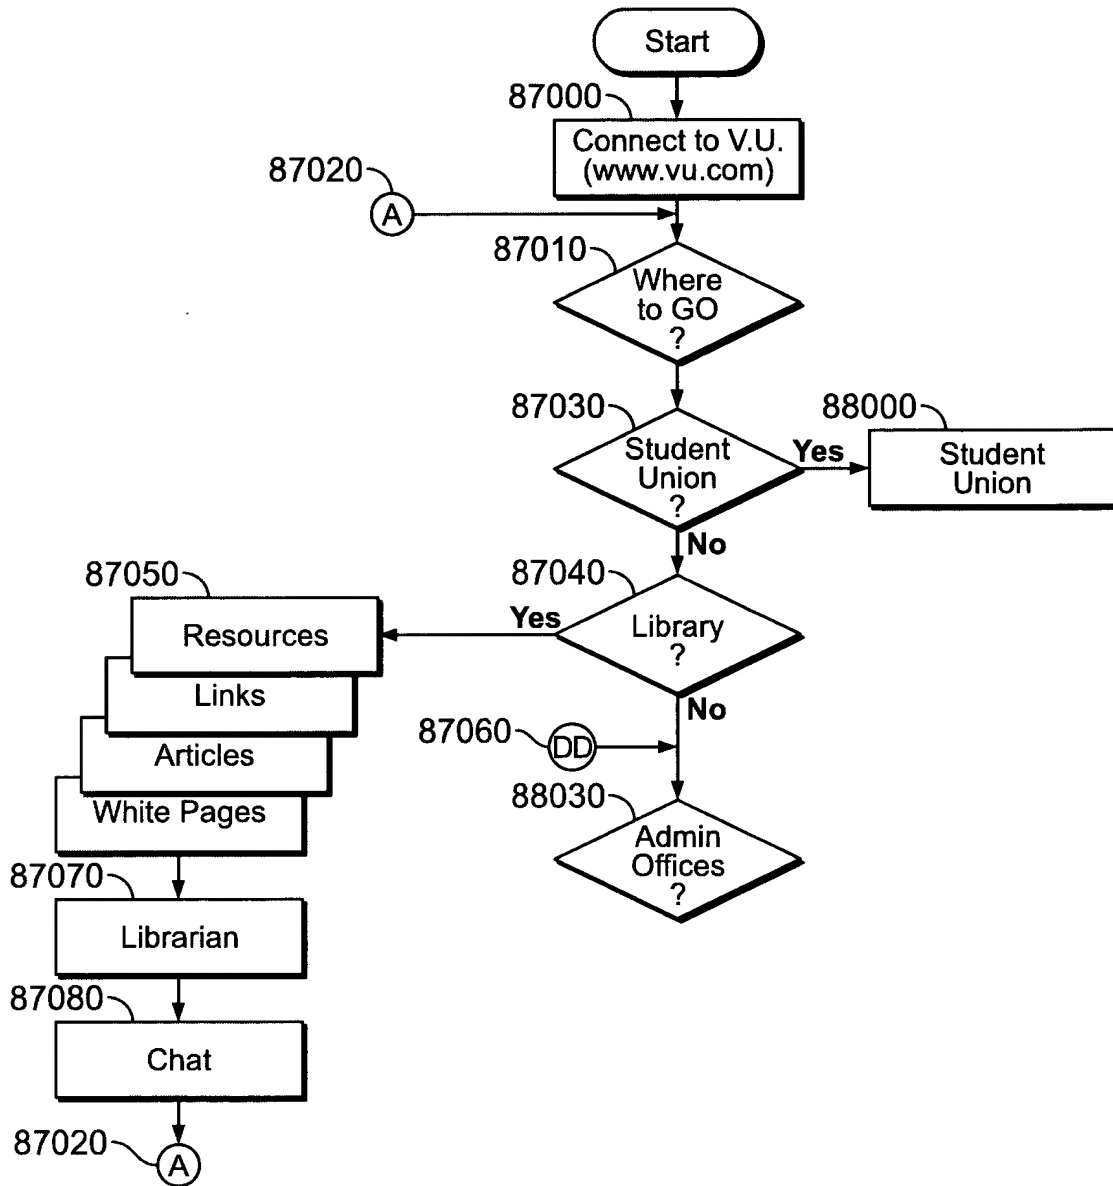 Start
87000
Connect to V.U.
(www.vu.com)
87020
A
87010
Where
to GO
?
87030
Student
Union
?
Yes
88000
Student
Union
No
87050
Resources
Links
Articles
White Pages
87040
Yes
Library
?
No
87060
DD
88030
Admin
Offices
?
87070
Librarian
87080
Chat
87020
A